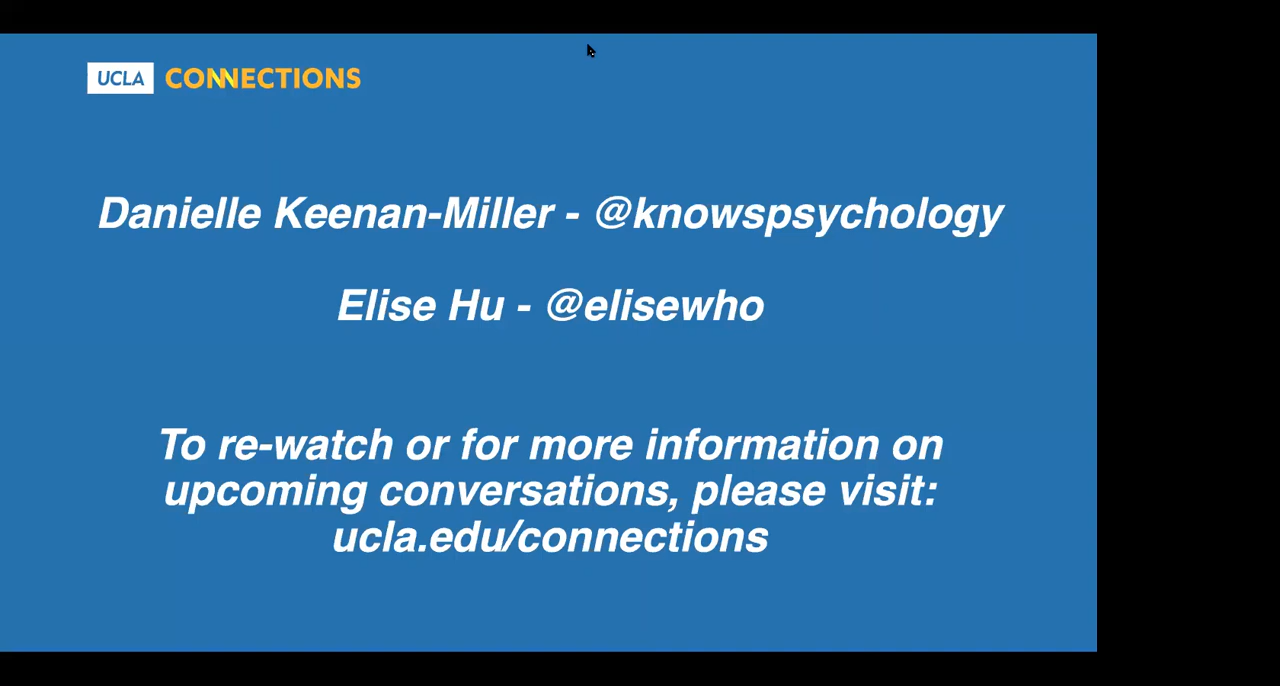 UCLA CONNECTIONS
Danielle Keenan-Miller - @knowspsychology
Elise Hu - @elisewho
To re-watch or for more information on
upcoming conversations, please visit:
ucla.edu/connections